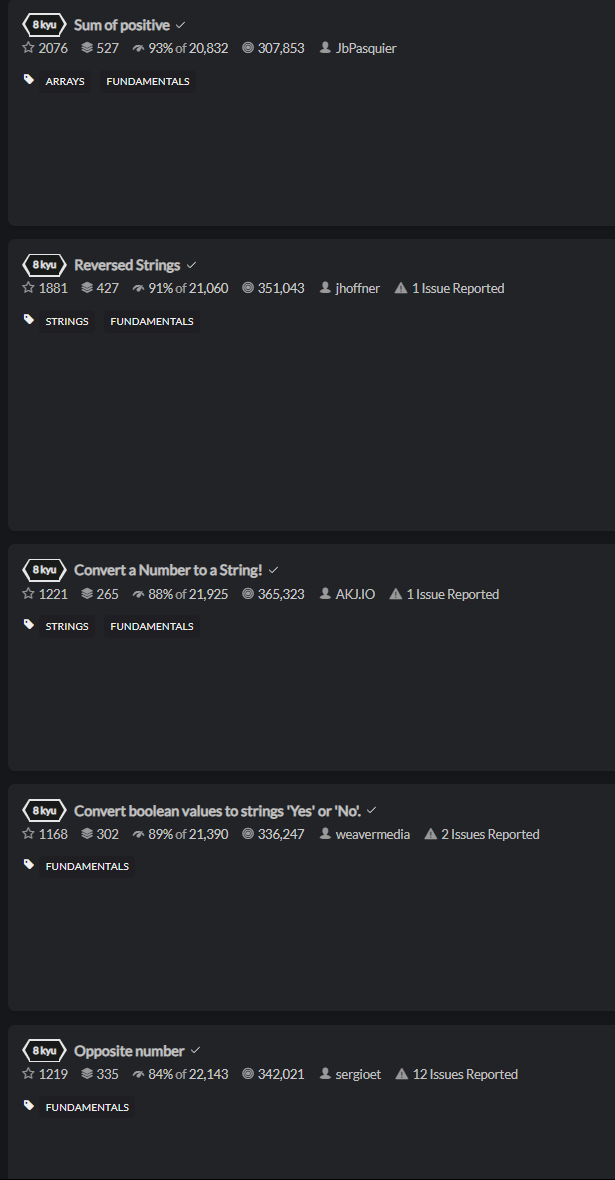 8 kyu Sum of positive
2076 527 93% of 20,832 307,853 JbPasquier
ARRAYS FUNDAMENTALS
8 kyu Reversed Strings
1881 427 91% of 21,060 351,043 jhoffner 1 Issue Reported
STRINGS FUNDAMENTALS
8 kyu Convert a Number to a String!
1221 265 88% of 21,925 365,323 AKJ.IO 1 Issue Reported
STRINGS FUNDAMENTALS
8 kyu Convert boolean values to strings 'Yes' or 'No'.
1168 302 89% of 21,390 336,247 weavermedia 2 Issues Reported
FUNDAMENTALS
8 kyu Opposite number
1219 335 84% of 22,143 342,021 sergioet 12 Issues Reported
FUNDAMENTALS